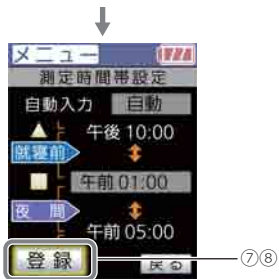 メニュー
測定時間帯設定
自動入力 自動
午後 10:00
就寝前
午前 01:00
夜 間
午前 05:00
登 録 戻る
⑦⑧